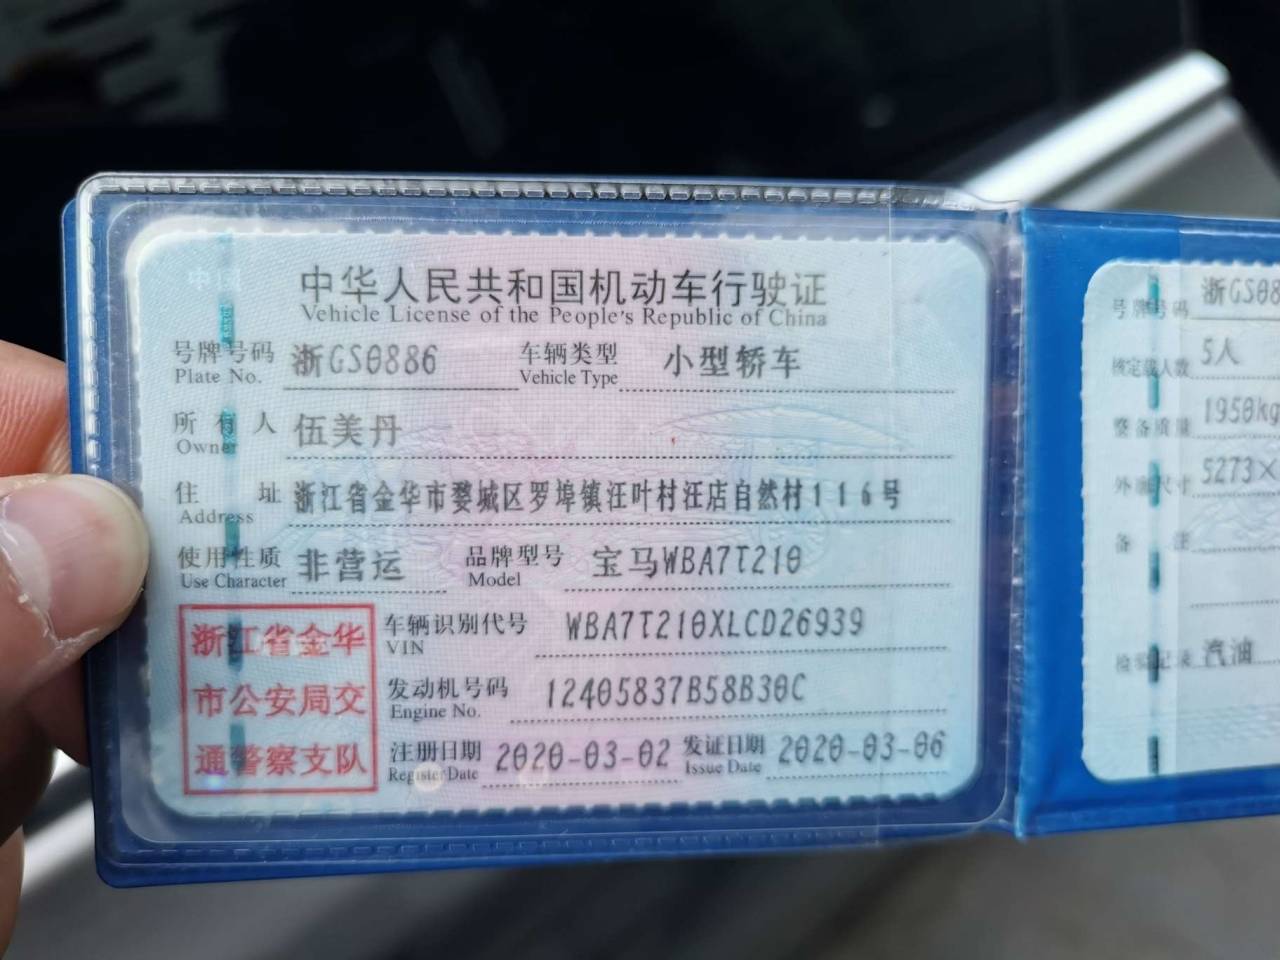 中华人民共和国机动车行驶证
Vehicle License of the People's Republic of China
号牌号码 浙GS0886 车辆类型 小型轿车
Plate No. Vehicle Type
所有人 伍美丹
Owner
住址 浙江省金华市婺城区罗埠镇汪叶村汪店自然村116号
Address
使用性质 非营运 品牌型号 宝马WBA7T210
Use Character Model
浙江省金华
市公安局交
通警察支队
车辆识别代号 WBA7T210XLCD26939
VIN
发动机号码 12405837B58B30C
Engine No.
注册日期 2020-03-02 发证日期 2020-03-06
Register Date Issue Date
号牌号码 浙GS08
核定载人数 5人
整备质量 1950kg
外廓尺寸 5273×
备注
检验记录 汽油